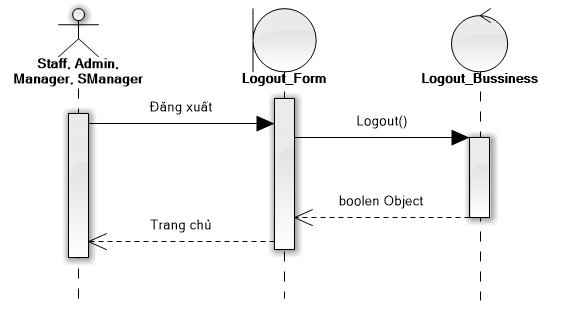 Staff, Admin,
Manager, SManager
Logout_Form
Logout_Bussiness
Đăng xuất
Logout()
boolen Object
Trang chủ